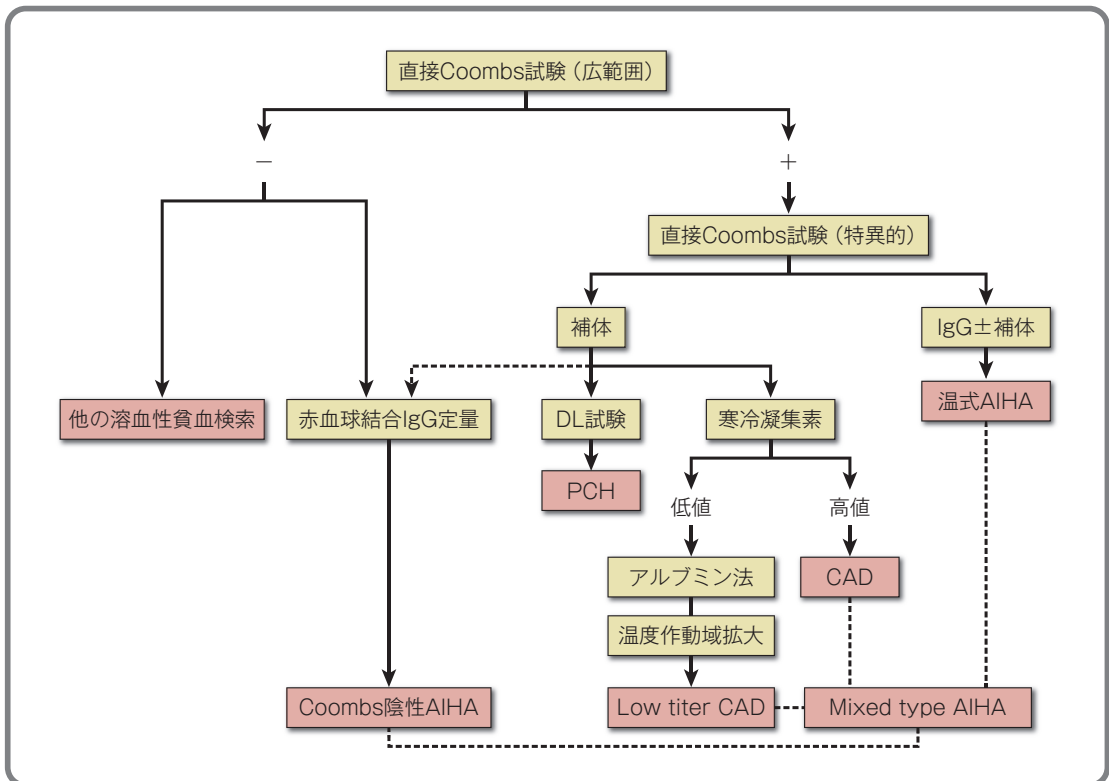 直接Coombs試験(広範囲)
−
+
直接Coombs試験(特異的)
補体
IgG±補体
他の溶血性貧血検索
赤血球結合IgG定量
DL試験
寒冷凝集素
温式AIHA
PCH
低値
高値
アルブミン法
CAD
温度作動域拡大
Coombs陰性AIHA
Low titer CAD
Mixed type AIHA